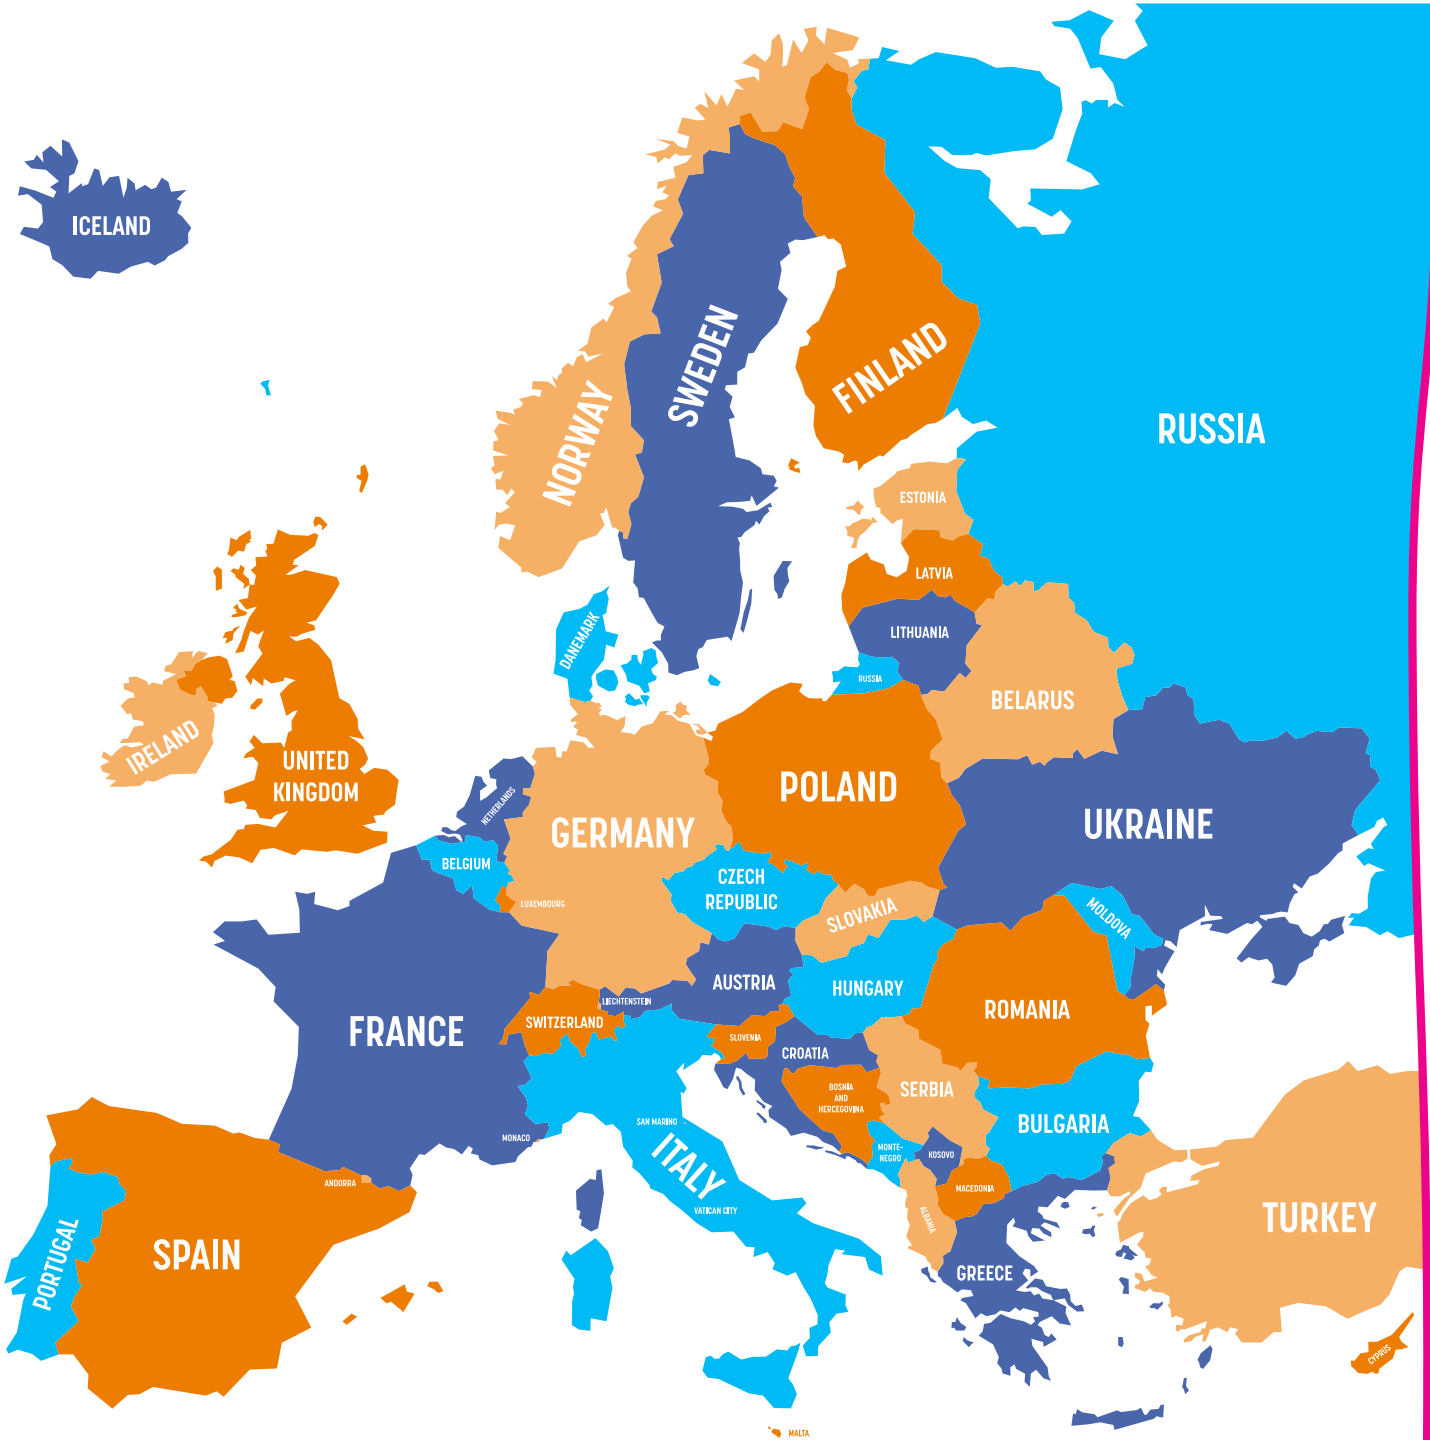 ICELAND
SWEDEN
FINLAND
NORWAY
RUSSIA
ESTONIA
LATVIA
LITHUANIA
RUSSIA
DANEMARK
BELARUS
IRELAND
UNITED
KINGDOM
NETHERLANDS
POLAND
GERMANY
UKRAINE
BELGIUM
CZECH
REPUBLIC
LUXEMBOURG
SLOVAKIA
MOLDOVA
AUSTRIA
HUNGARY
LIECHTENSTEIN
ROMANIA
SWITZERLAND
FRANCE
SLOVENIA
CROATIA
BOSNIA
AND
HERCEGOVINA
SERBIA
BULGARIA
SAN MARINO
MONACO
ITALY
MONTE-
NEGRO
KOSOVO
ANDORRA
MACEDONIA
VATICAN CITY
ALBANIA
TURKEY
SPAIN
PORTUGAL
GREECE
CYPRUS
MALTA